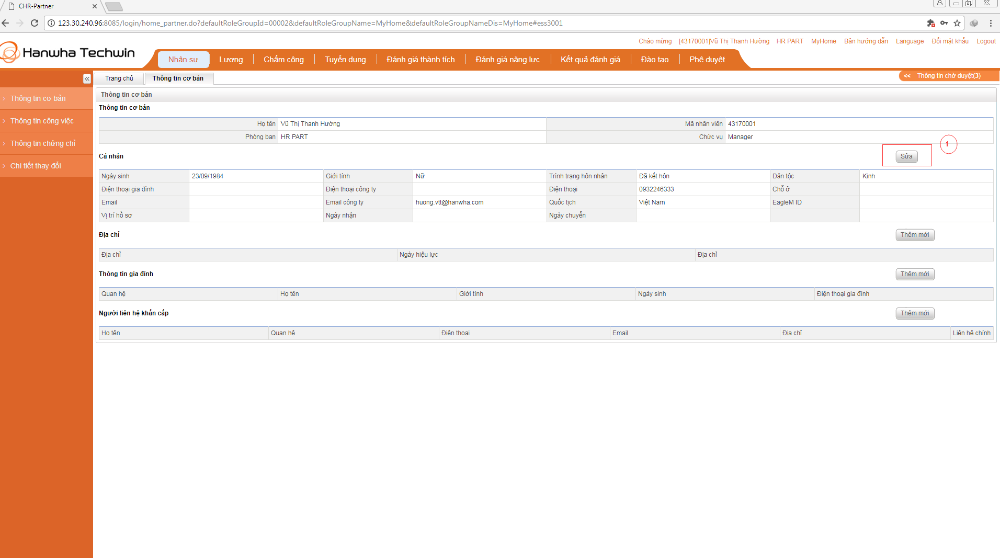 CHR-Partner
123.30.240.96:8085/login/home_partner.do?defaultRoleGroupId=00002&defaultRoleGroupName=MyHome&defaultRoleGroupNameDis=MyHome#ess3001
Chào mừng [43170001]Vũ Thị Thanh Hường HR PART MyHome Bản hướng dẫn Language Đổi mật khẩu Logout
Hanwha Techwin
Nhân sự Lương Chấm công Tuyển dụng Đánh giá thành tích Đánh giá năng lực Kết quả đánh giá Đào tạo Phê duyệt
Trang chủ Thông tin cơ bản << Thông tin chờ duyệt(3)
Thông tin cơ bản
Thông tin công việc
Thông tin chứng chỉ
Chi tiết thay đổi
Thông tin cơ bản
Thông tin cơ bản
Họ tên Vũ Thị Thanh Hường Mã nhân viên 43170001
Phòng ban HR PART Chức vụ Manager
1
Cá nhân Sửa
Ngày sinh 23/09/1984 Giới tính Nữ Trình trạng hôn nhân Đã kết hôn Dân tộc Kinh
Điện thoại gia đình Điện thoại công ty Điện thoại 0932246333 Chỗ ở
Email Email công ty huong.vtt@hanwha.com Quốc tịch Việt Nam EagleM ID
Vị trí hồ sơ Ngày nhận Ngày chuyển
Địa chỉ Thêm mới
Địa chỉ Ngày hiệu lực Địa chỉ
Thông tin gia đình Thêm mới
Quan hệ Họ tên Giới tính Ngày sinh Điện thoại gia đình
Người liên hệ khẩn cấp Thêm mới
Họ tên Quan hệ Điện thoại Email Địa chỉ Liên hệ chính